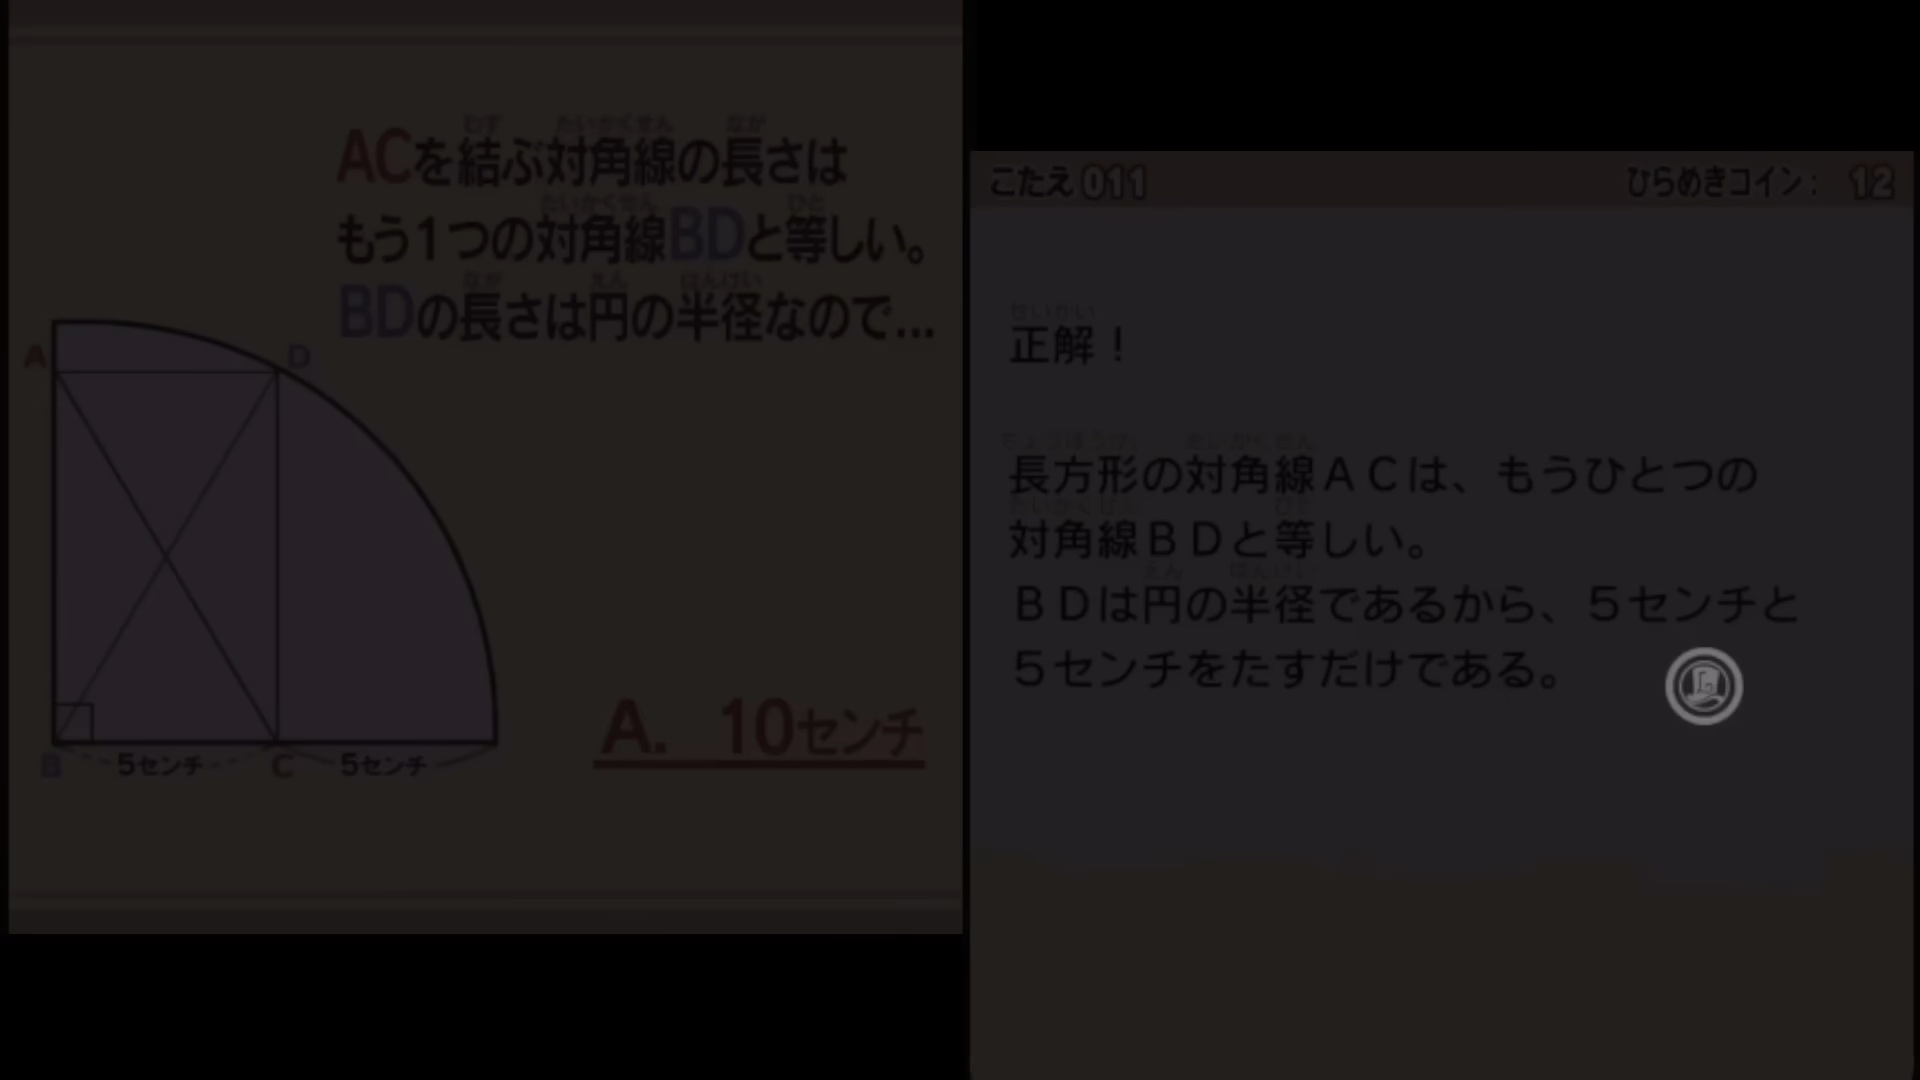 ACを結ぶ対角線の長さは
もう1つの対角線BDと等しい。
BDの長さは円の半径なので...
A
D
B
5センチ
C
5センチ
A. 10センチ
こたえ011
ひらめきコイン: 12
せいかい
正解！
長方形の対角線ＡＣは、もうひとつの
対角線ＢＤと等しい。
ＢＤは円の半径であるから、５センチと
５センチをたすだけである。